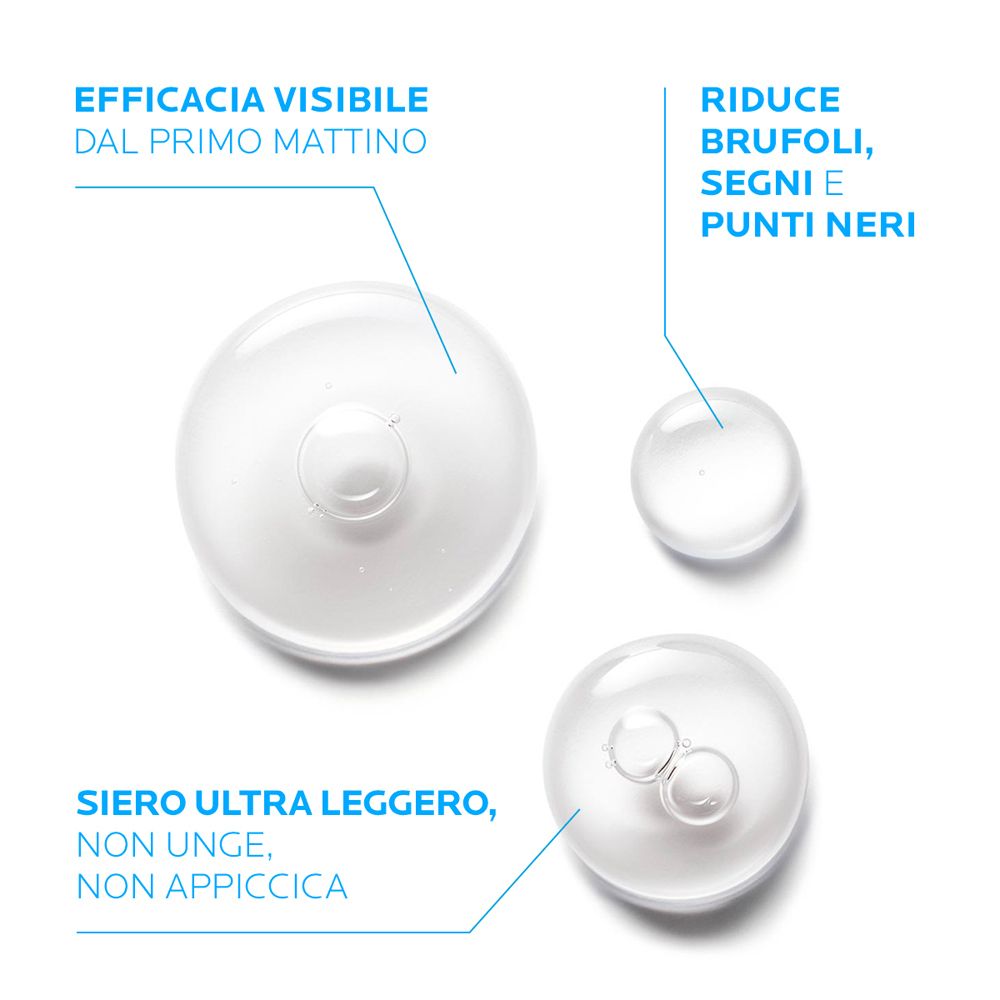 EFFICACIA VISIBILE
DAL PRIMO MATTINO
RIDUCE
BRUFOLI,
SEGNI E
PUNTI NERI
SIERO ULTRA LEGGERO,
NON UNGE,
NON APPICCICA